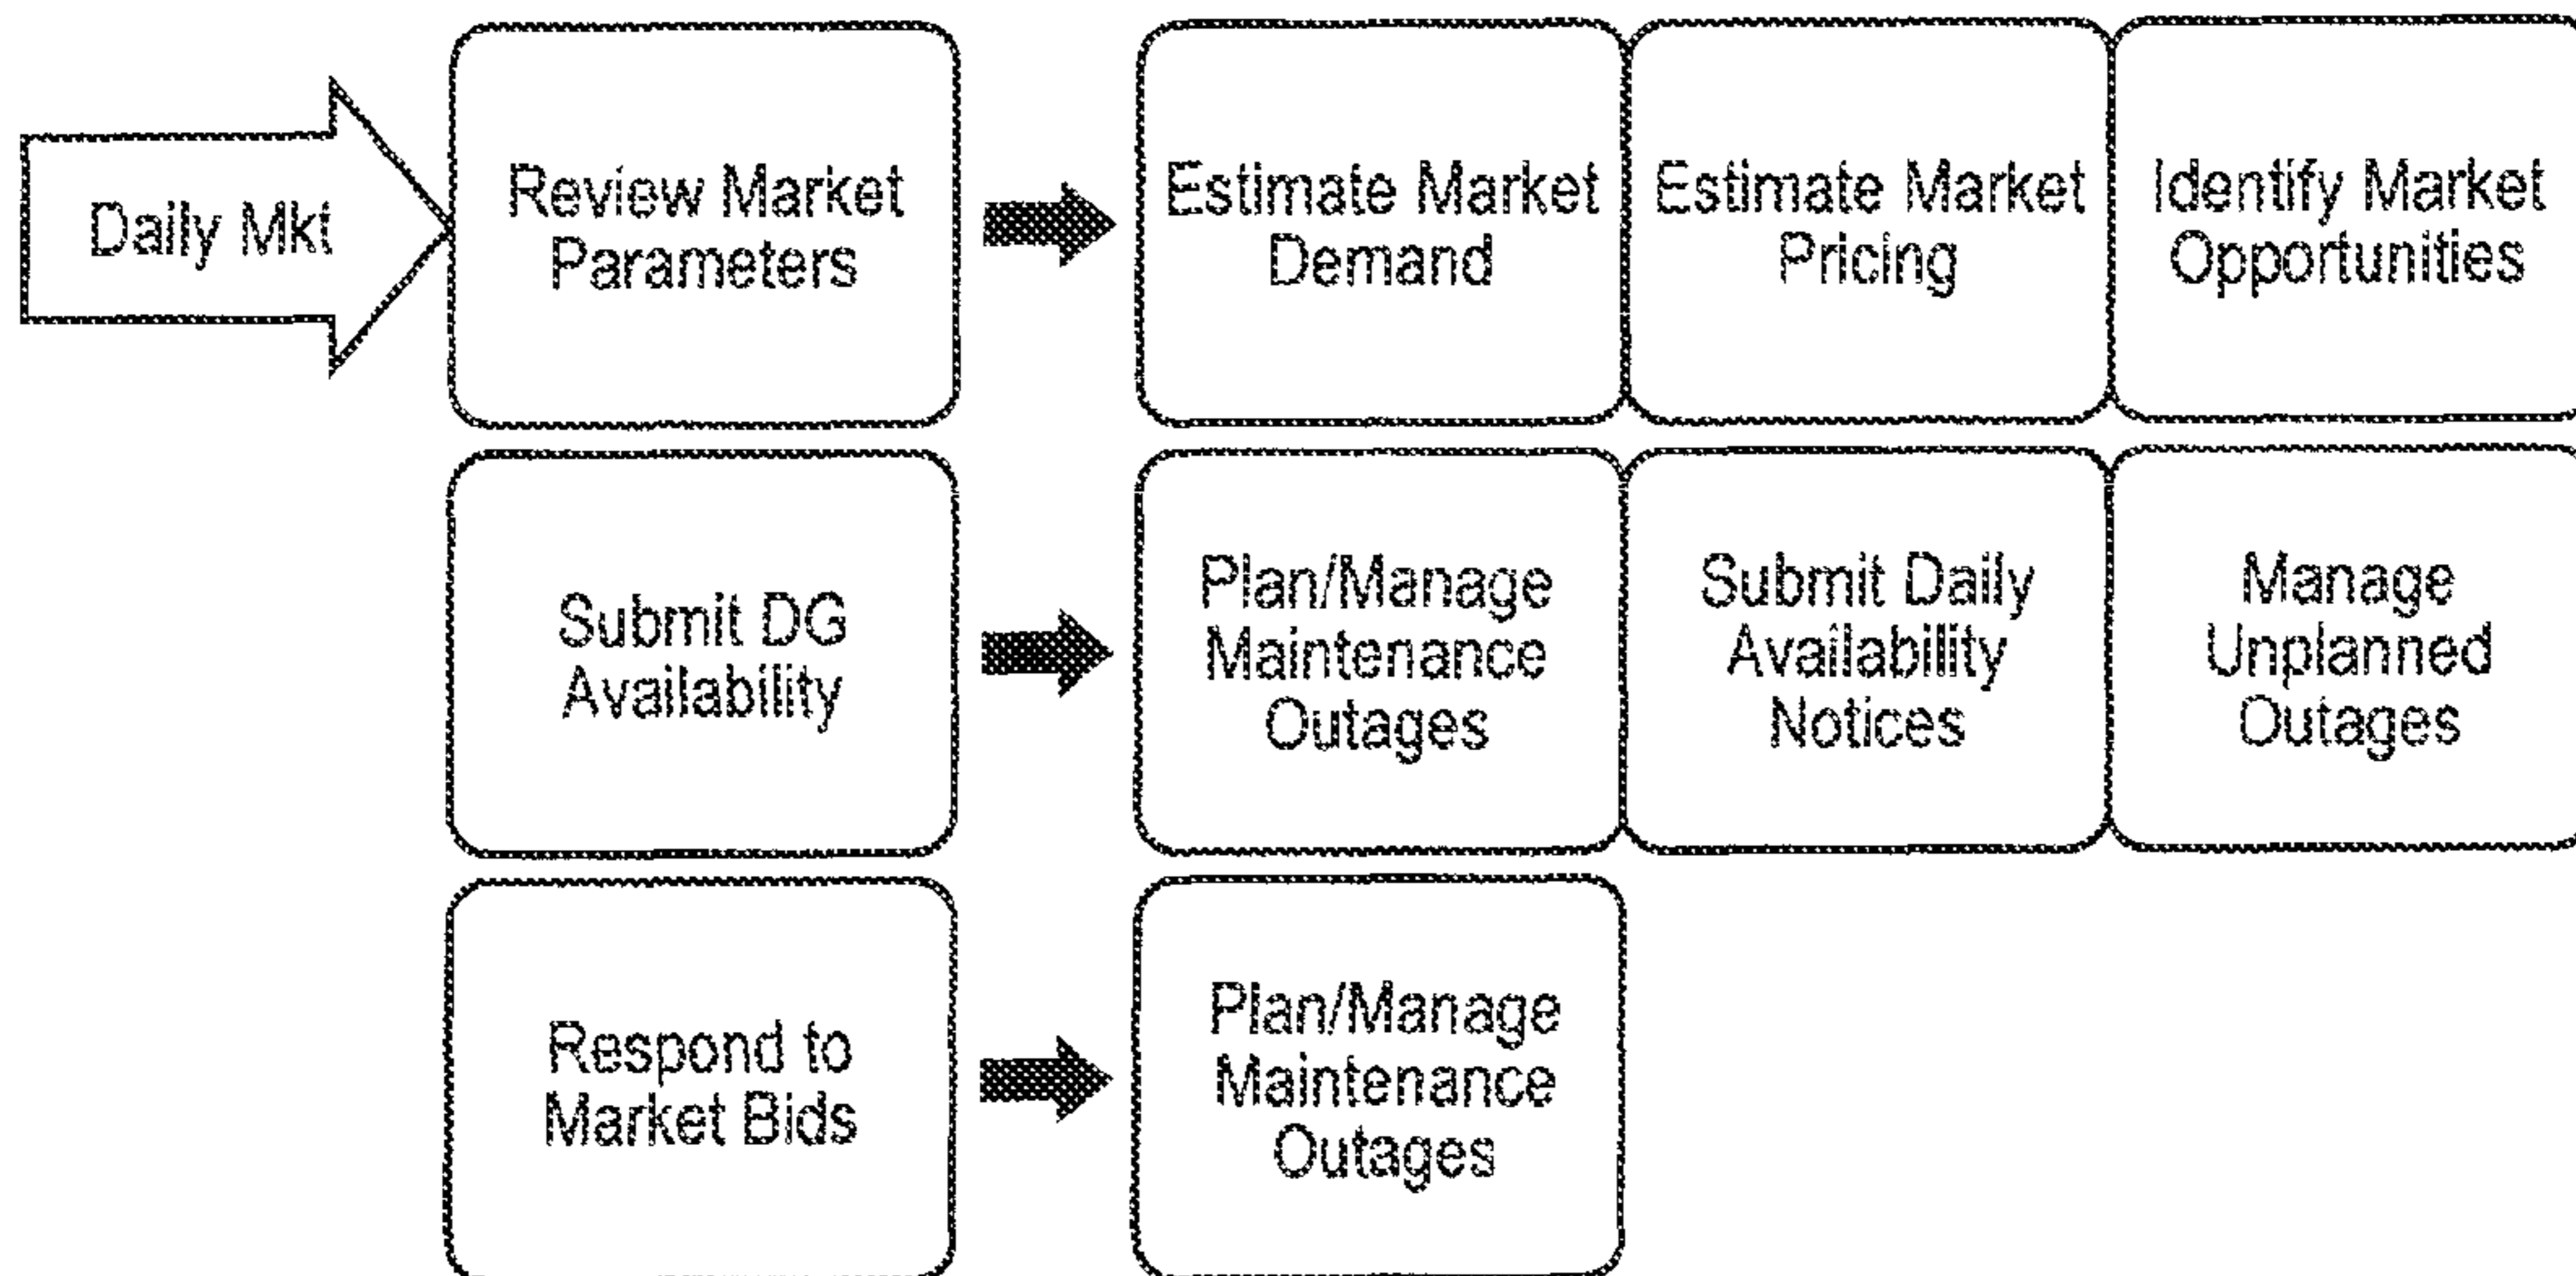 Daily Mkt
Review Market
Parameters
Estimate Market
Demand
Estimate Market
Pricing
Identify Market
Opportunities
Submit DG
Availability
Plan/Manage
Maintenance
Outages
Submit Daily
Availability
Notices
Manage
Unplanned
Outages
Respond to
Market Bids
Plan/Manage
Maintenance
Outages